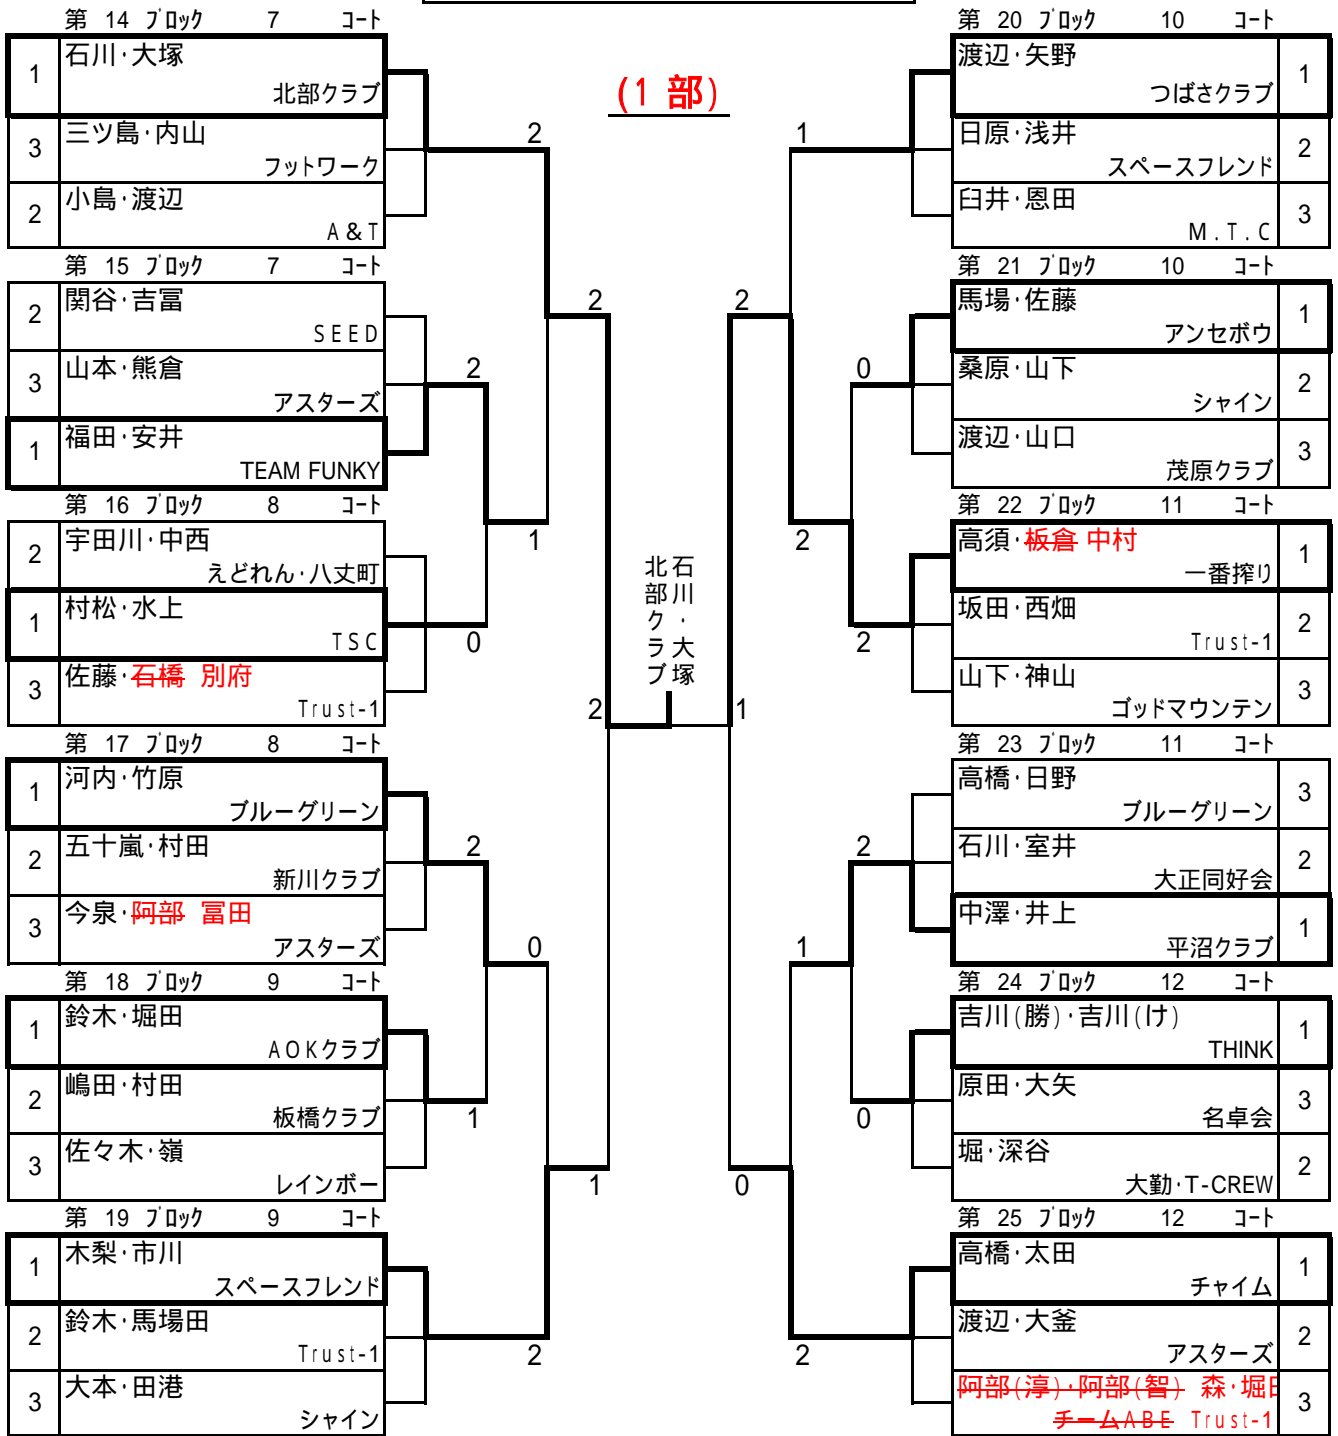 (1 部)
第 14 ブロック 7 コート
1 石川･大塚
北部クラブ
3 三ツ島･内山
フットワーク
2 小島･渡辺
A & T
第 15 ブロック 7 コート
2 関谷･吉冨
SEED
3 山本･熊倉
アスターズ
1 福田･安井
TEAM FUNKY
第 16 ブロック 8 コート
2 宇田川･中西
えどれん･八丈町
1 村松･水上
TSC
3 佐藤･石橋 別府
Trust-1
第 17 ブロック 8 コート
1 河内･竹原
ブルーグリーン
2 五十嵐･村田
新川クラブ
3 今泉･阿部 冨田
アスターズ
第 18 ブロック 9 コート
1 鈴木･堀田
AOKクラブ
2 嶋田･村田
板橋クラブ
3 佐々木･嶺
レインボー
第 19 ブロック 9 コート
1 木梨･市川
スペースフレンド
2 鈴木･馬場田
Trust-1
3 大本･田港
シャイン
2
2
1
0
2
1
0
2
2
1
2
1
石川・大塚
北部クラブ
1
0
2
2
2
2
0
1
2
1
0
第 20 ブロック 10 コート
渡辺･矢野 1
つばさクラブ
日原･浅井 2
スペースフレンド
臼井･恩田 3
M.T.C
第 21 ブロック 10 コート
馬場･佐藤 1
アンセボウ
桑原･山下 2
シャイン
渡辺･山口 3
茂原クラブ
第 22 ブロック 11 コート
高須･板倉 中村 1
一番搾り
坂田･西畑 2
Trust-1
山下･神山 3
ゴッドマウンテン
第 23 ブロック 11 コート
高橋･日野 3
ブルーグリーン
石川･室井 2
大正同好会
中澤･井上 1
平沼クラブ
第 24 ブロック 12 コート
吉川(勝)･吉川(け) 1
THINK
原田･大矢 3
名卓会
堀･深谷 2
大勤･T-CREW
第 25 ブロック 12 コート
高橋･太田 1
チャイム
渡辺･大釜 2
アスターズ
阿部(淳)･阿部(智) 森･堀田 3
チームABE Trust-1